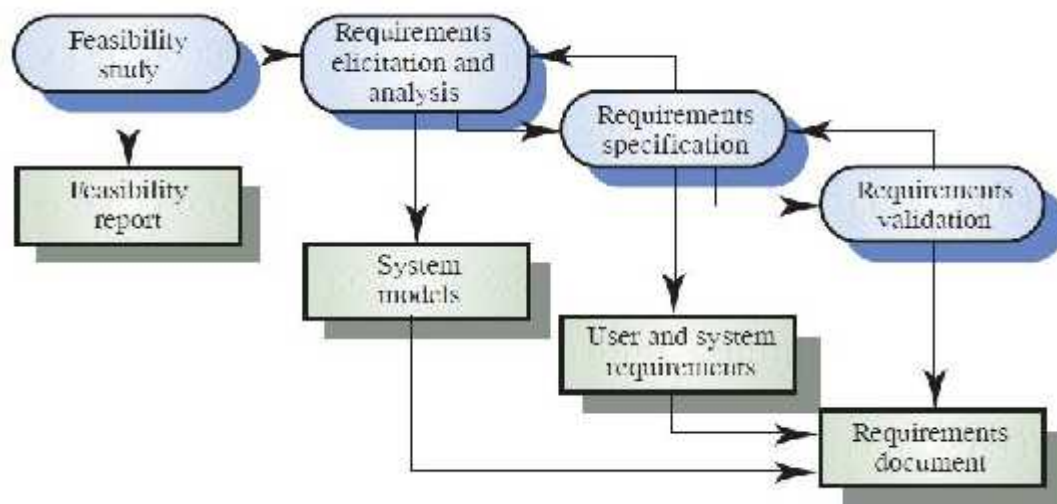 Feasibility
study
Requirements
elicitation and
analysis
Requirements
specification
Requirements
validation
Feasibility
report
System
models
User and system
requirements
Requirements
document